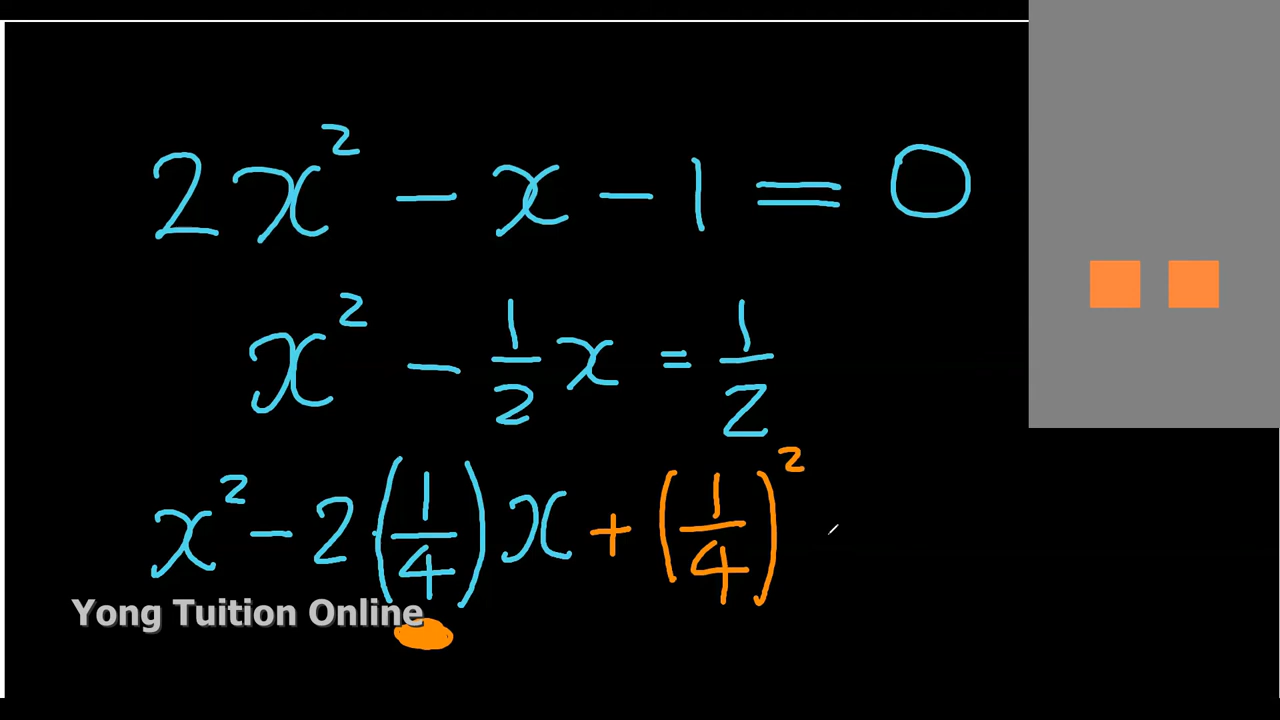 2x² - x - 1 = 0
x² - 1/2 x = 1/2
x² - 2(1/4)x + (1/4)²
Yong Tuition Online